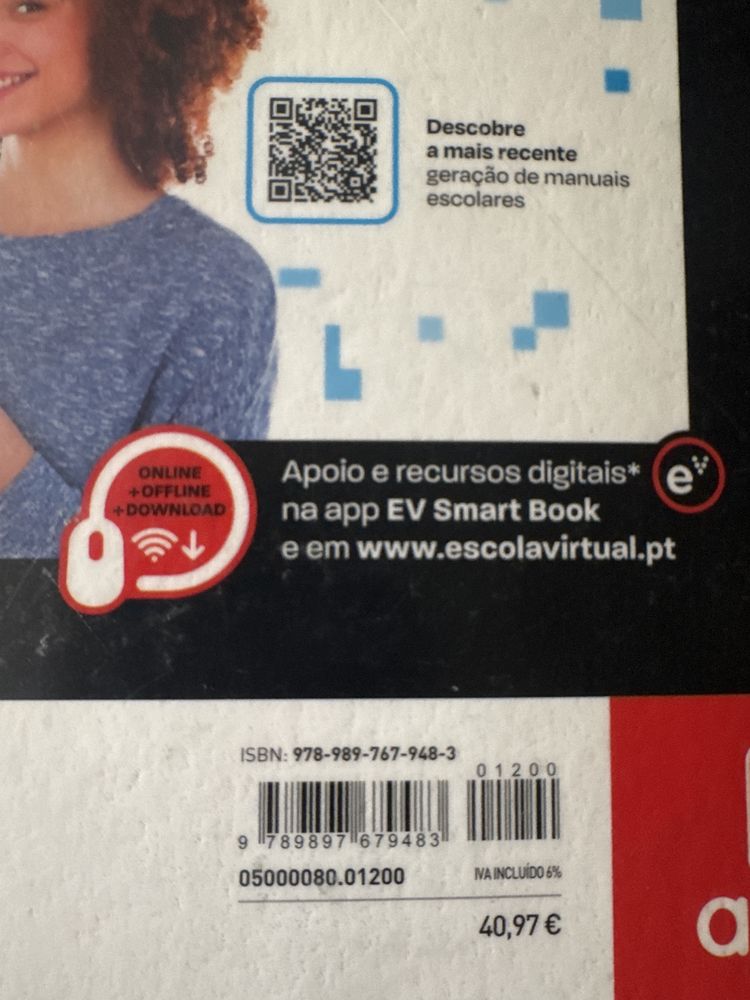 Descobre
a mais recente
geração de manuais
escolares
ONLINE
+OFFLINE
+DOWNLOAD
Apoio e recursos digitais*
na app EV Smart Book
e em www.escolavirtual.pt
e
ISBN: 978-989-767-948-3
01200
9 789897 679483
05000080.01200
IVA INCLUÍDO 6%
40,97 €
a